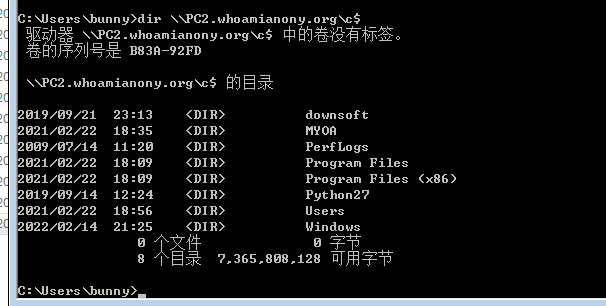 C:\Users\bunny>dir \\PC2.whoamianony.org\c$
驱动器 \\PC2.whoamianony.org\c$ 中的卷没有标签。
卷的序列号是 B83A-92FD
\\PC2.whoamianony.org\c$ 的目录
2019/09/21  23:13    <DIR>          downsoft
2021/02/22  18:35    <DIR>          MYOA
2009/07/14  11:20    <DIR>          PerfLogs
2021/02/22  18:09    <DIR>          Program Files
2021/02/22  18:09    <DIR>          Program Files (x86)
2019/09/14  12:24    <DIR>          Python27
2021/02/22  18:56    <DIR>          Users
2022/02/14  21:25    <DIR>          Windows
0 个文件              0 字节
8 个目录  7,365,808,128 可用字节
C:\Users\bunny>